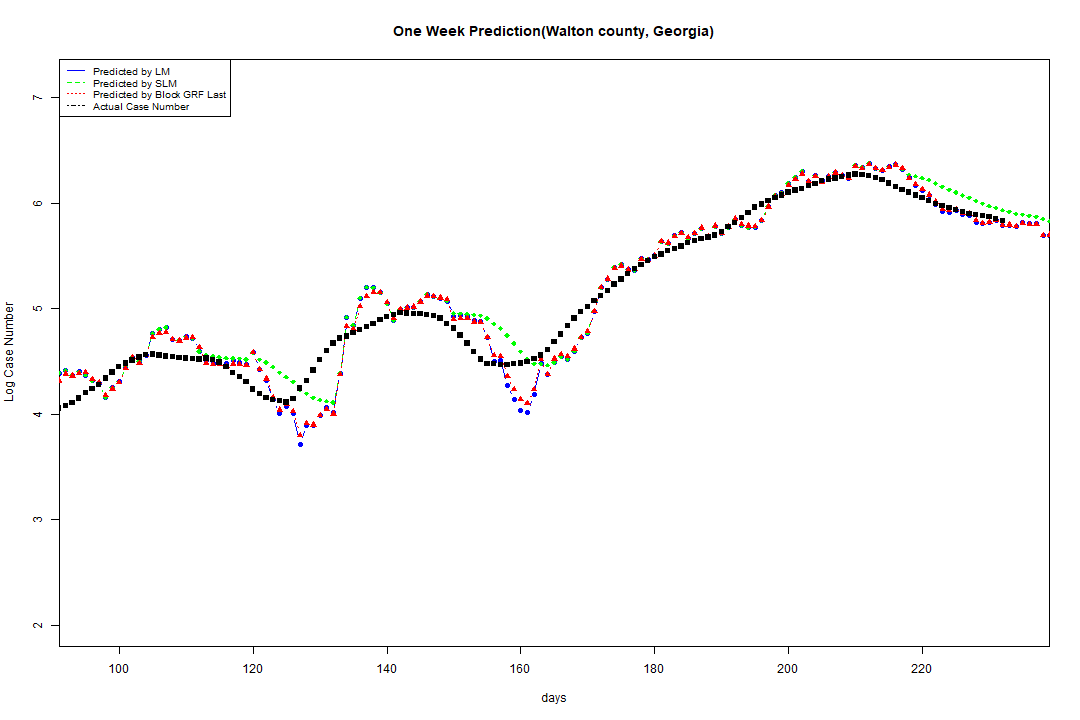 One Week Prediction(Walton county, Georgia)
Predicted by LM
Predicted by SLM
Predicted by Block GRF Last
Actual Case Number
7
6
5
4
3
2
Log Case Number
100 120 140 160 180 200 220
days